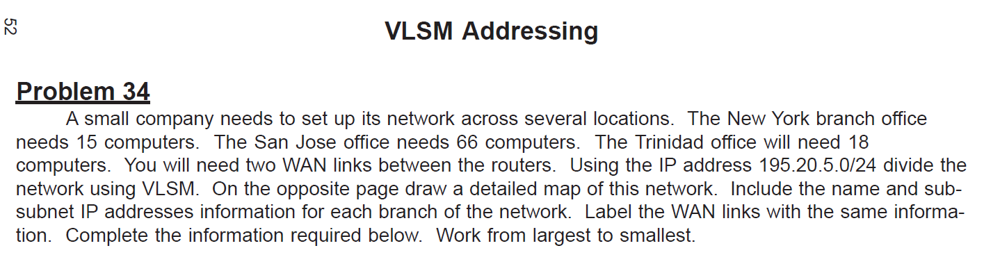 52
VLSM Addressing
Problem 34
A small company needs to set up its network across several locations. The New York branch office
needs 15 computers. The San Jose office needs 66 computers. The Trinidad office will need 18
computers. You will need two WAN links between the routers. Using the IP address 195.20.5.0/24 divide the
network using VLSM. On the opposite page draw a detailed map of this network. Include the name and sub-
subnet IP addresses information for each branch of the network. Label the WAN links with the same informa-
tion. Complete the information required below. Work from largest to smallest.